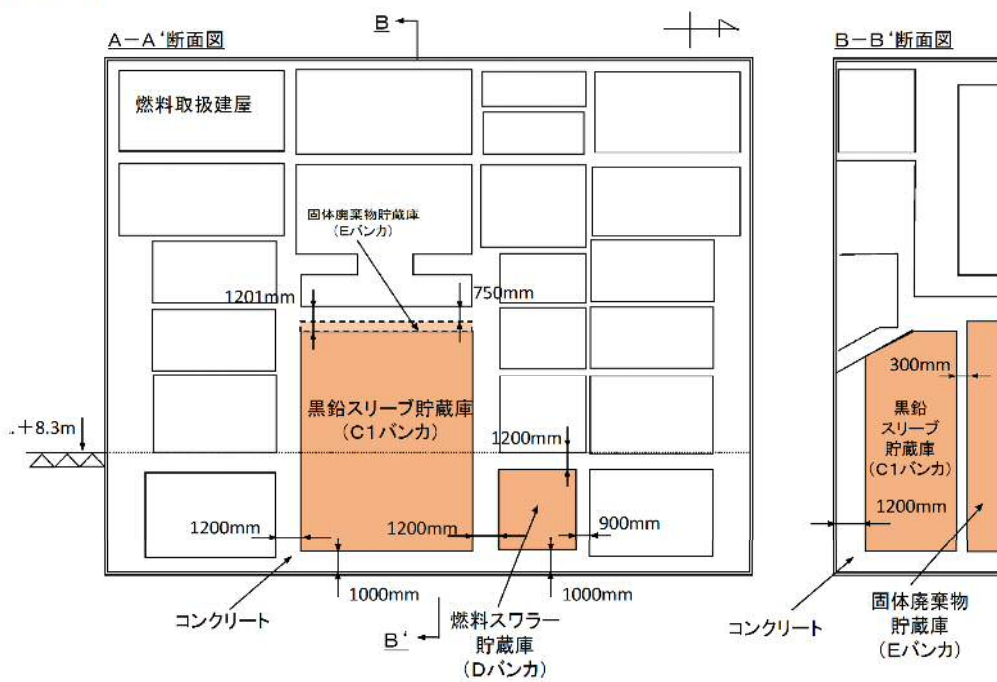 A-A'断面図
B
B-B'断面図
燃料取扱建屋
固体廃棄物貯蔵庫
(Eバンカ)
1201mm
750mm
黒鉛スリーブ貯蔵庫
(C1バンカ)
.+8.3m
1200mm
1200mm
1200mm
900mm
1000mm
1000mm
コンクリート
B'
燃料スワラー
貯蔵庫
(Dバンカ)
300mm
黒鉛
スリーブ
貯蔵庫
(C1バンカ)
1200mm
コンクリート
固体廃棄物
貯蔵庫
(Eバンカ)